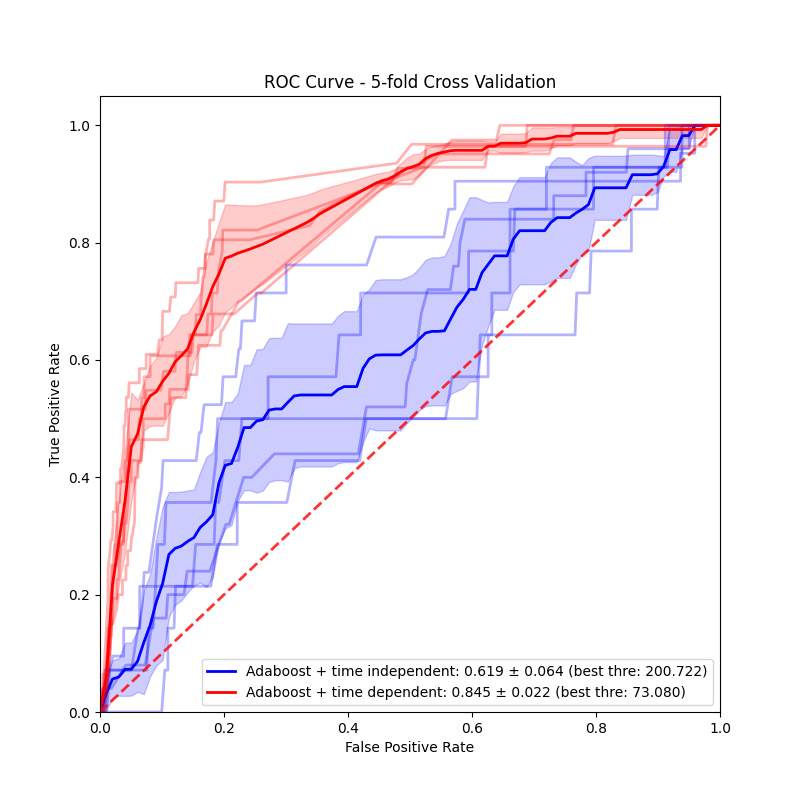 ROC Curve - 5-fold Cross Validation
True Positive Rate
1.0
0.8
0.6
0.4
0.2
0.0
Adaboost + time independent: 0.619 ± 0.064 (best thre: 200.722)
Adaboost + time dependent: 0.845 ± 0.022 (best thre: 73.080)
0.0 0.2 0.4 0.6 0.8 1.0
False Positive Rate